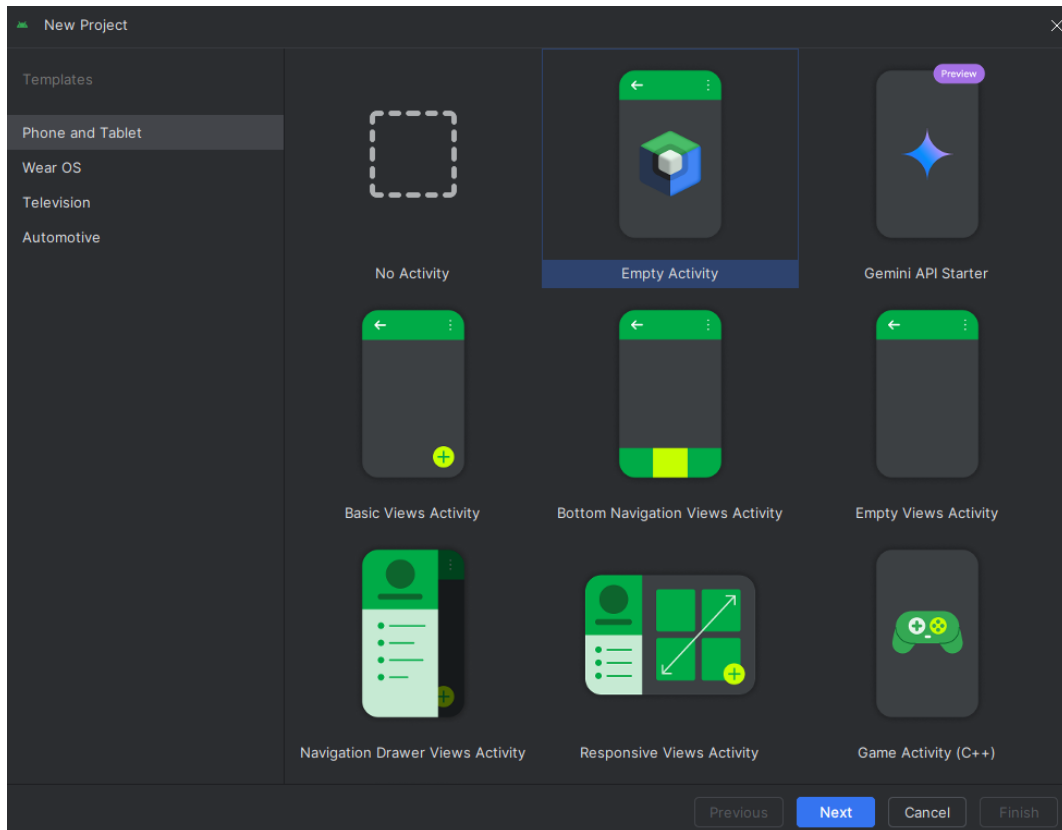 New Project
Templates
Phone and Tablet
Wear OS
Television
Automotive
Preview
No Activity
Empty Activity
Gemini API Starter
Basic Views Activity
Bottom Navigation Views Activity
Empty Views Activity
Navigation Drawer Views Activity
Responsive Views Activity
Game Activity (C++)
Previous
Next
Cancel
Finish